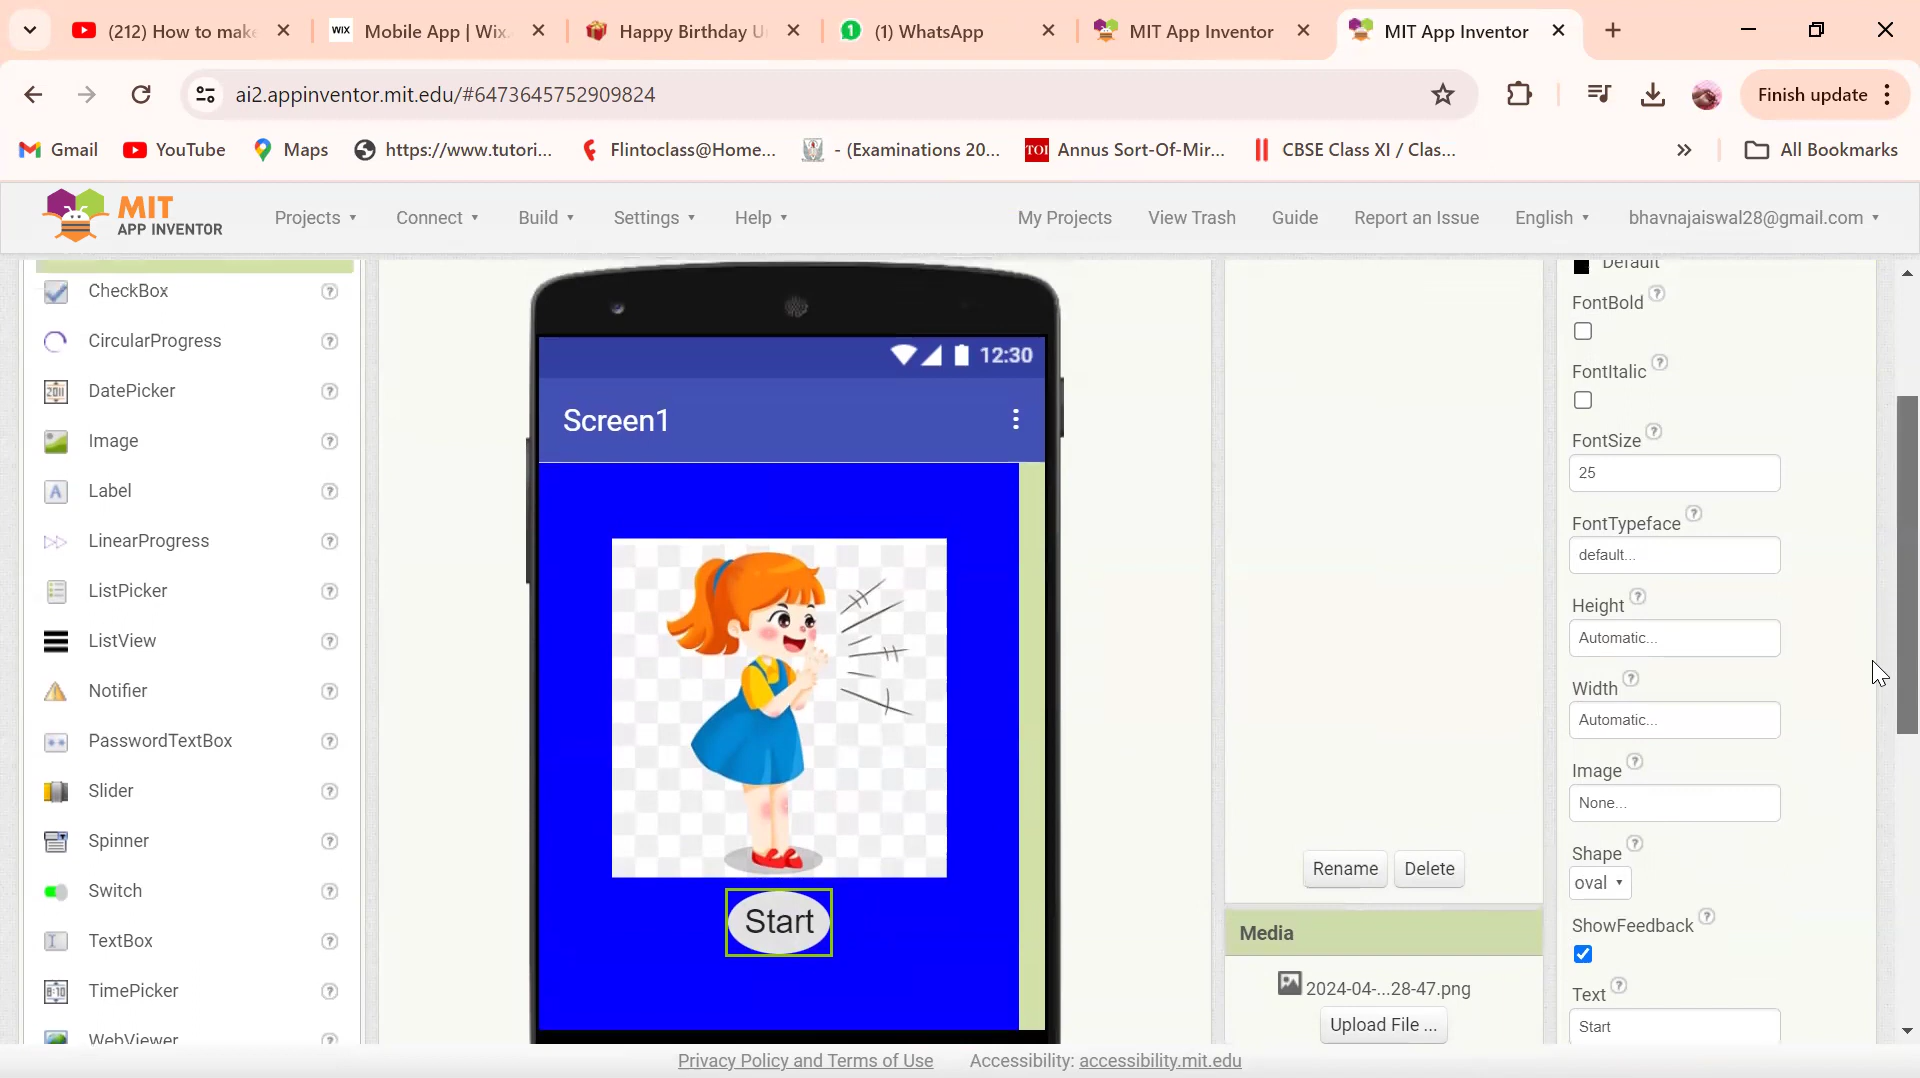 (212) How to make
WIX
Mobile App | Wix.
Happy Birthday U
1
(1) WhatsApp
MIT App Inventor
MIT App Inventor
ai2.appinventor.mit.edu/#6473645752909824
Finish update
Gmail
YouTube
Maps
https://www.tutori...
Flintoclass@Home...
- (Examinations 20...
TOI
Annus Sort-Of-Mir...
CBSE Class XI / Clas...
»
All Bookmarks
MIT
APP INVENTOR
Projects
Connect
Build
Settings
Help
My Projects
View Trash
Guide
Report an Issue
English
bhavnajaiswal28@gmail.com
CheckBox
CircularProgress
DatePicker
Image
Label
LinearProgress
ListPicker
ListView
Notifier
PasswordTextBox
Slider
Spinner
Switch
TextBox
TimePicker
WebViewer
12:30
Screen1
Start
Rename
Delete
Media
2024-04-...28-47.png
Upload File ...
Default
FontBold
FontItalic
FontSize
25
FontTypeface
default...
Height
Automatic...
Width
Automatic...
Image
None...
Shape
oval
ShowFeedback
Text
Start
Privacy Policy and Terms of Use
Accessibility: accessibility.mit.edu